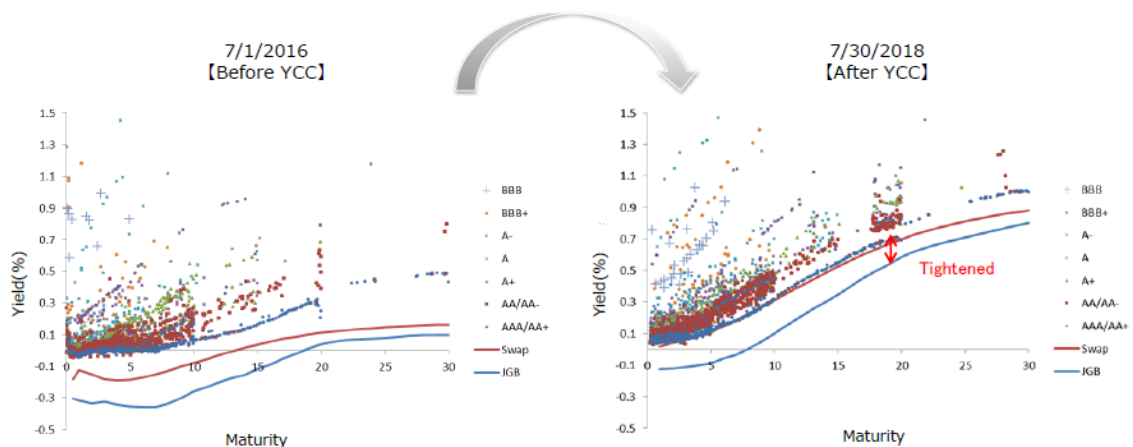 7/1/2016
【Before YCC】
1.5
1.3
1.1
0.9
0.7
0.5
0.3
0.1
-0.1
-0.3
-0.5
Yield(%)
0
5
10
15
20
25
30
Maturity
BBB
BBB+
A-
A
A+
AA/AA-
AAA/AA+
Swap
JGB
7/30/2018
【After YCC】
1.5
1.3
1.1
0.9
0.7
0.5
0.3
0.1
-0.1
-0.3
-0.5
Yield(%)
0
5
10
15
20
25
30
Maturity
Tightened
BBB
BBB+
A-
A
A+
AA/AA-
AAA/AA+
Swap
JGB